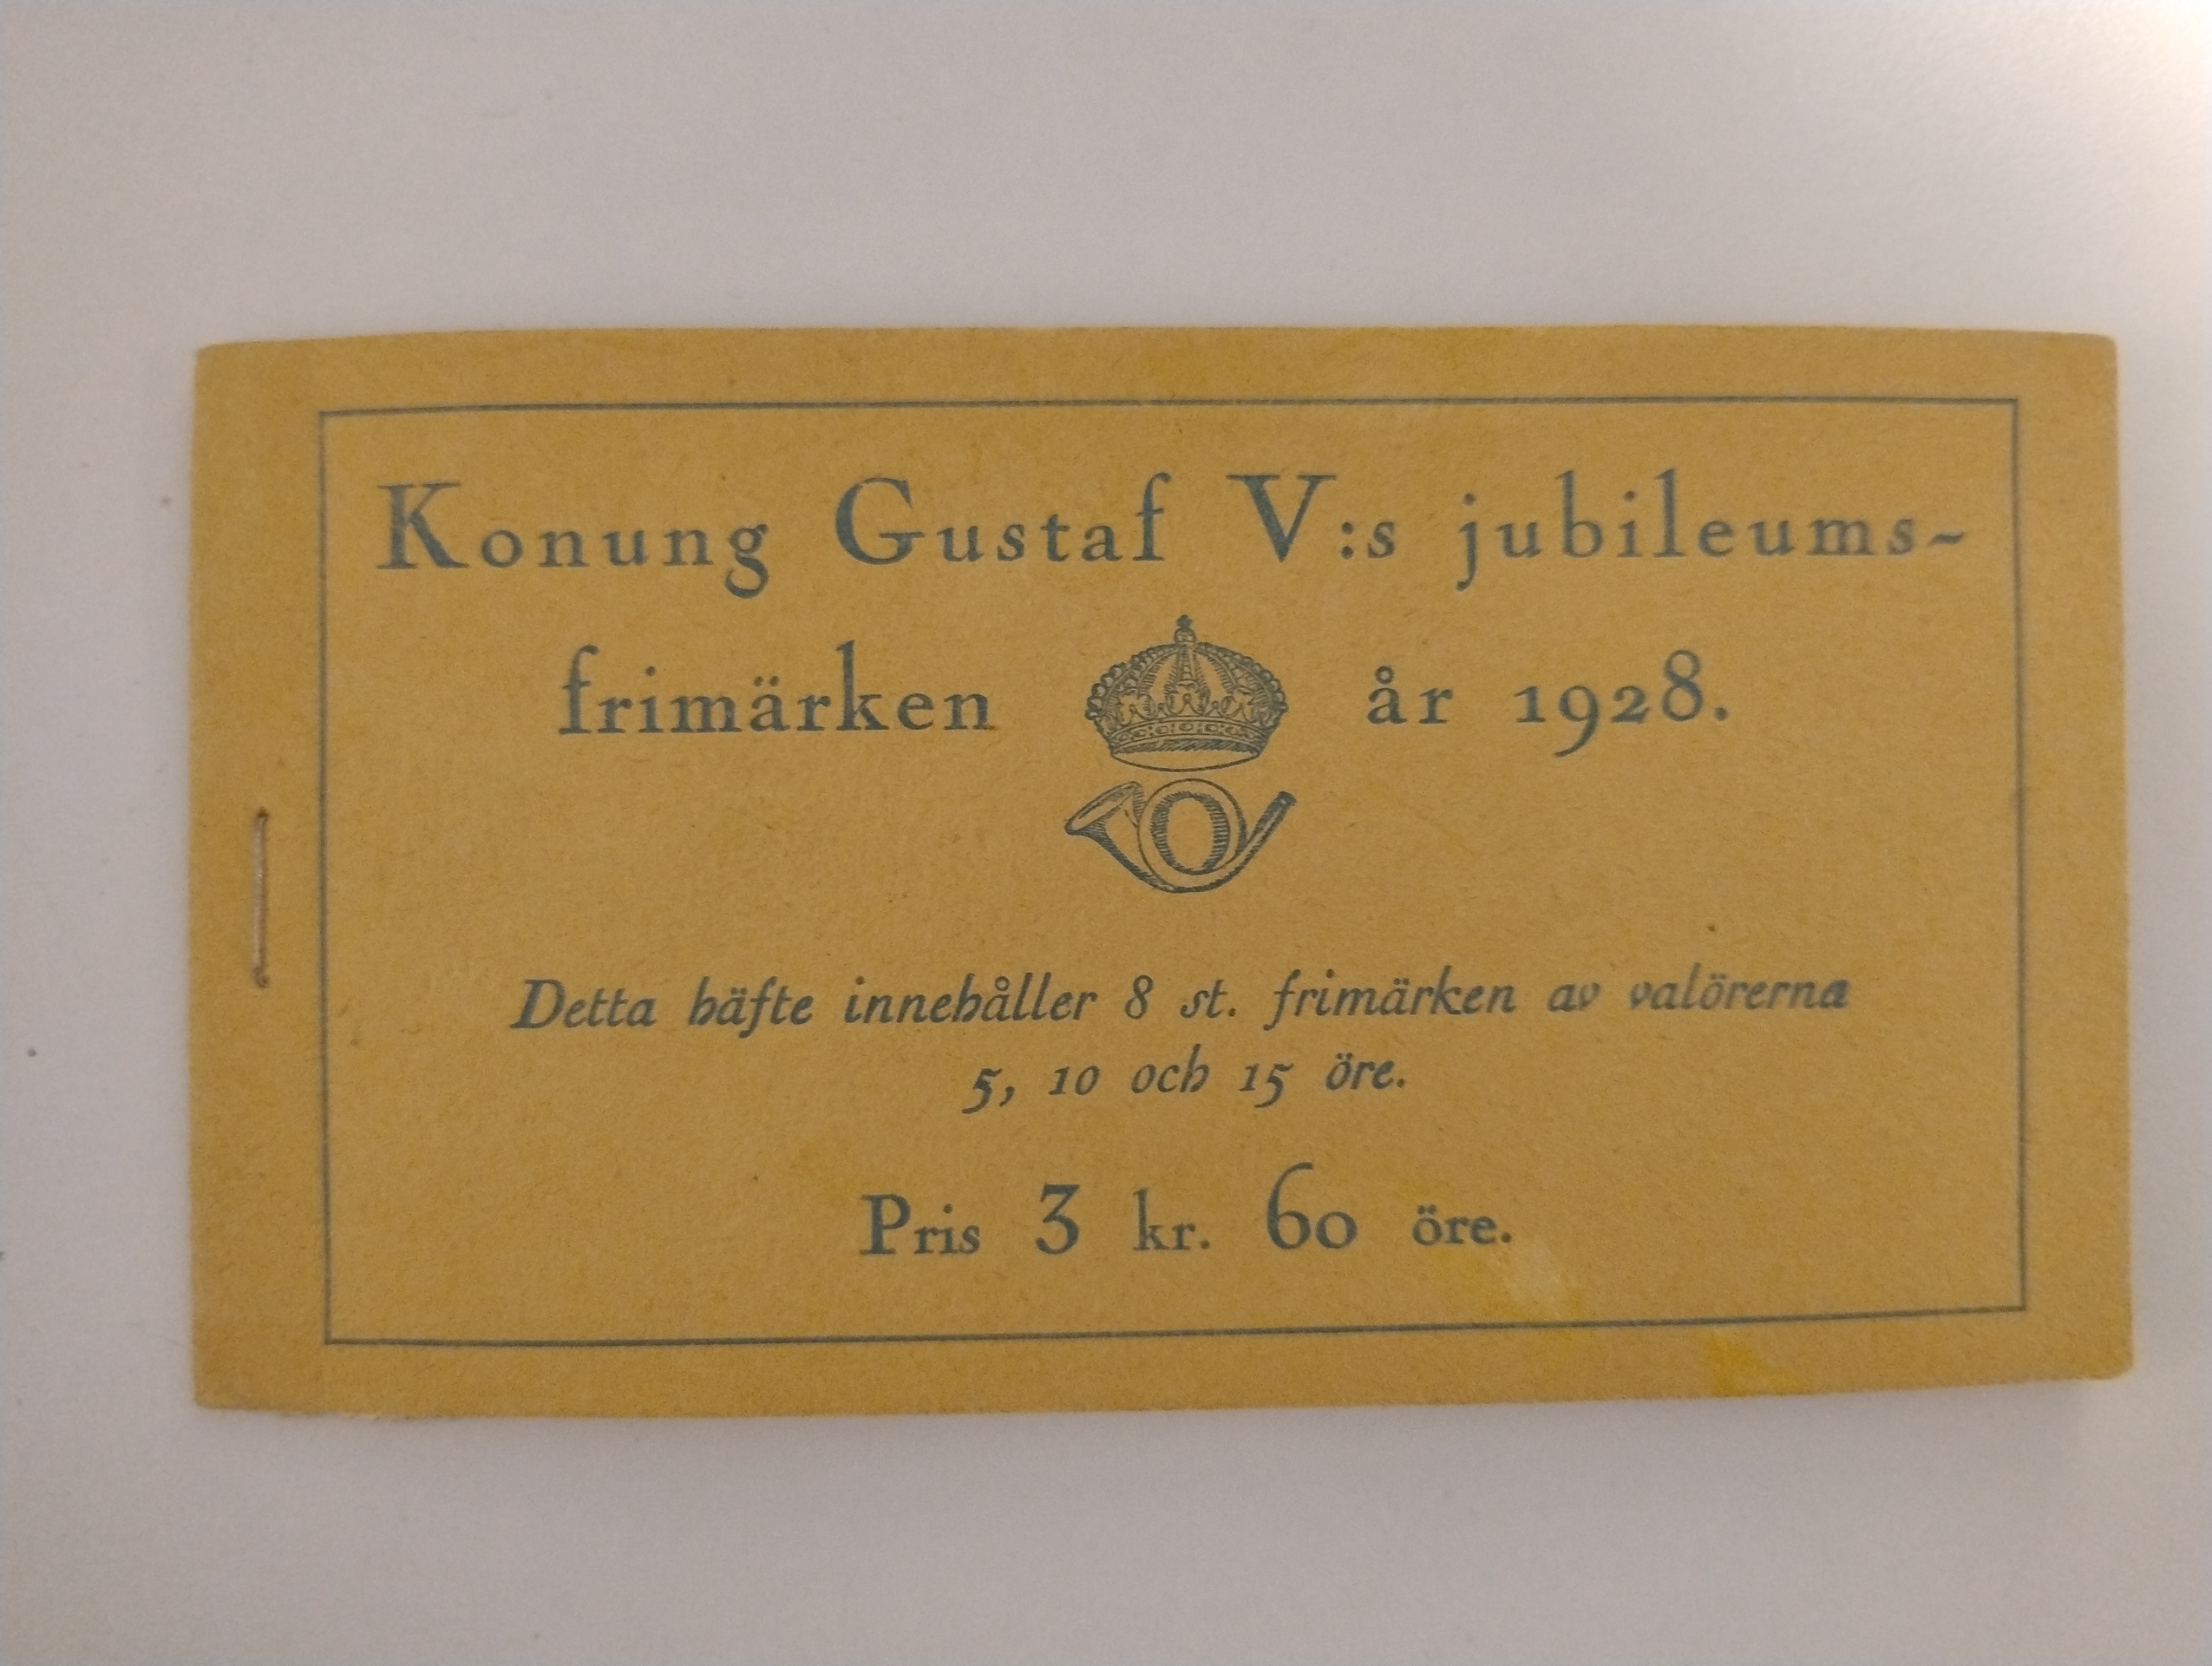 Konung Gustaf V:s jubileums-
frimärken år 1928.
Detta häfte innehåller 8 st. frimärken av valörerna
5, 10 och 15 öre.
Pris 3 kr. 60 öre.